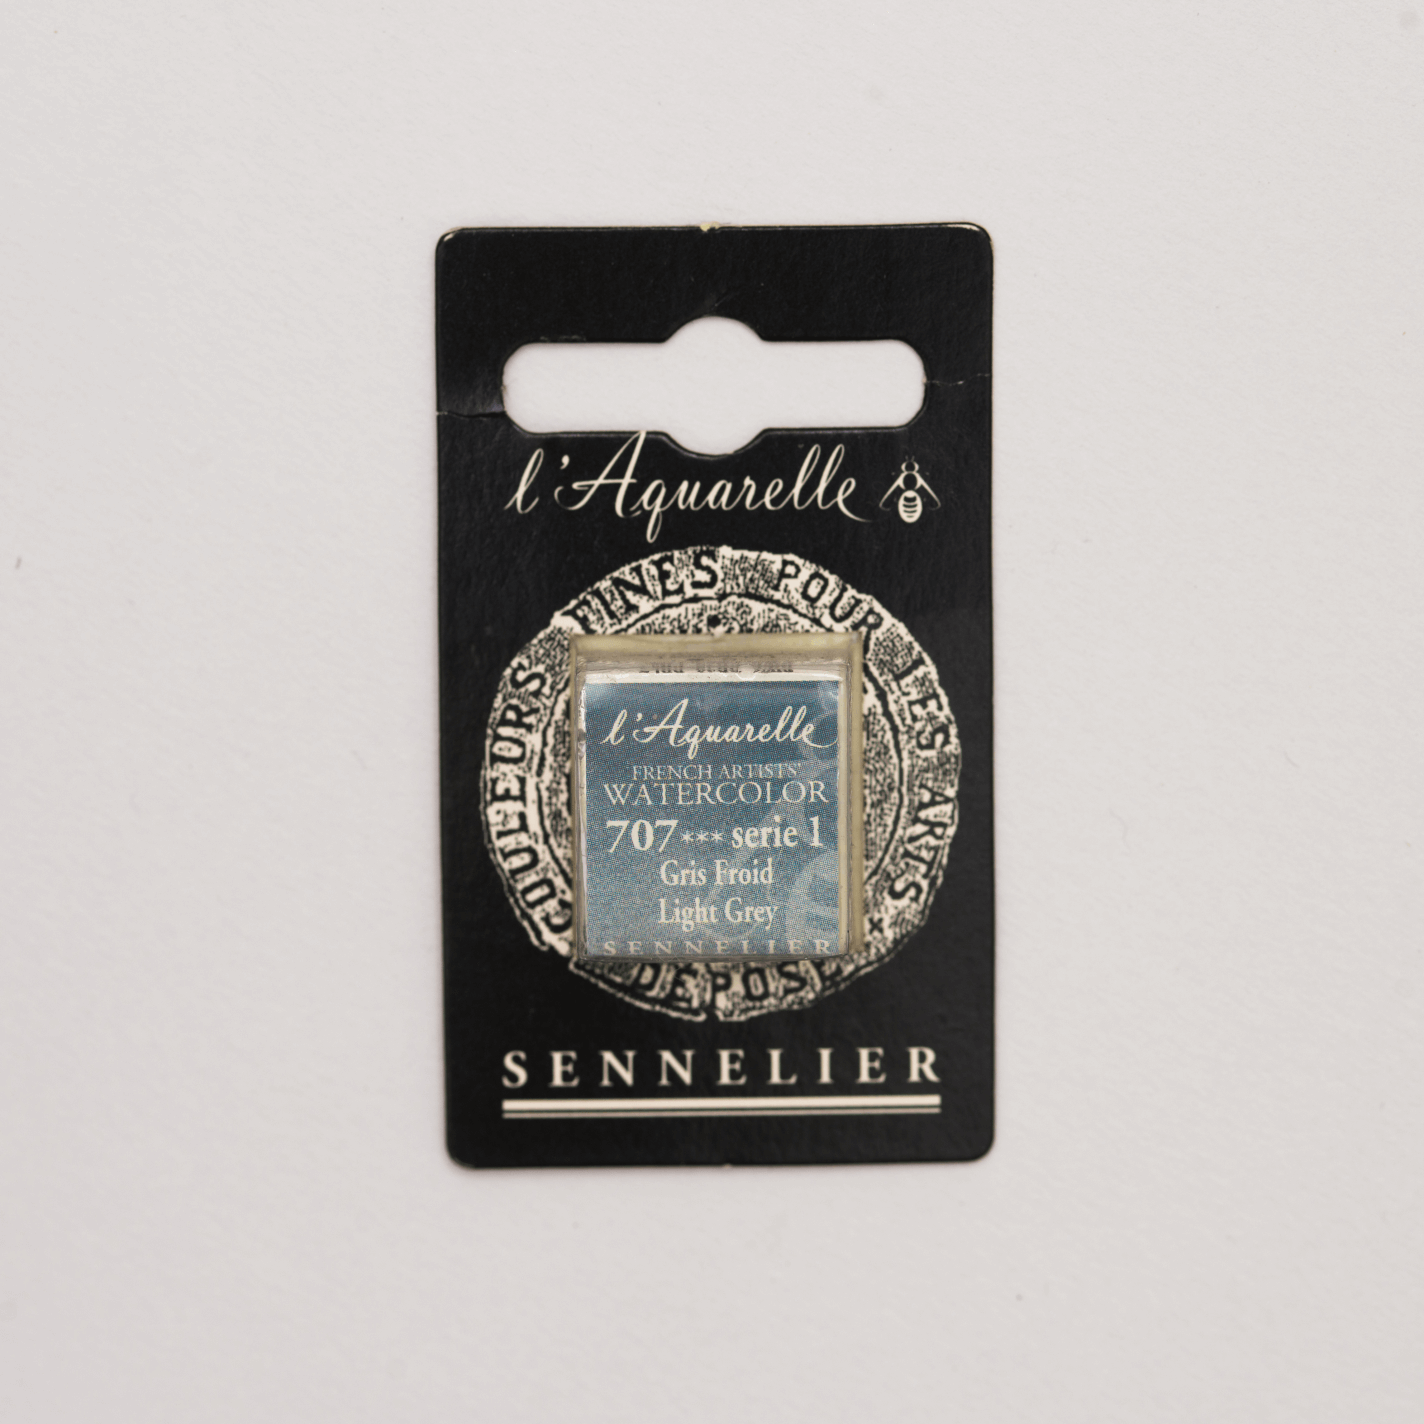 l'Aquarelle
COULEURS FINES POUR LES ARTS
l'Aquarelle
FRENCH ARTISTS'
WATERCOLOR
707*** serie 1
Gris Froid
Light Grey
SENNELIER
DÉPOSÉ
SENNELIER